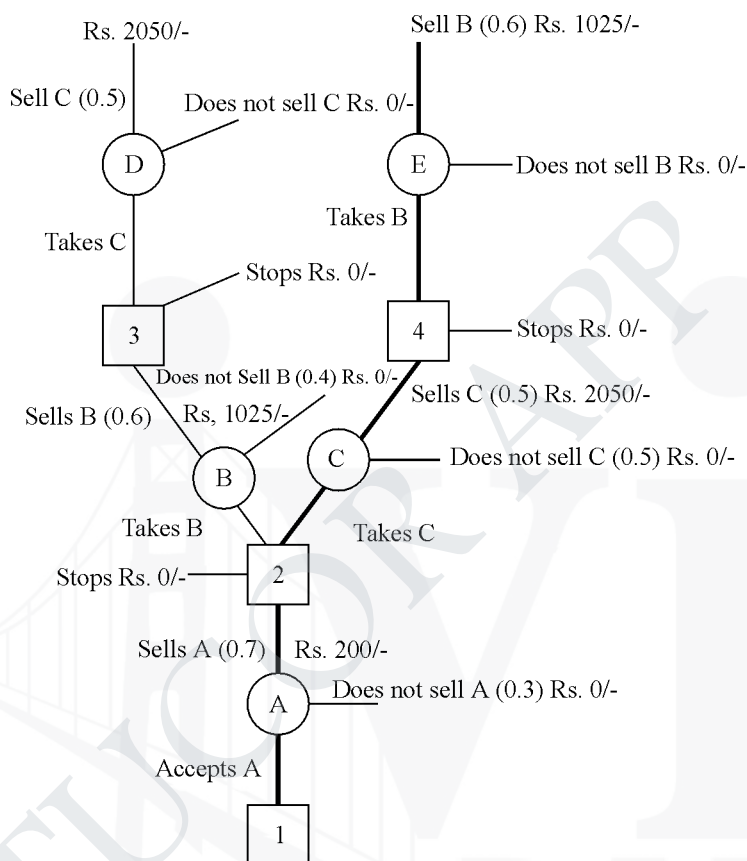 Rs. 2050/-
Sell B (0.6) Rs. 1025/-
Sell C (0.5)
Does not sell C Rs. 0/-
D
E
Does not sell B Rs. 0/-
Takes C
Takes B
Stops Rs. 0/-
3
4
Stops Rs. 0/-
Does not Sell B (0.4) Rs. 0/-
Sells B (0.6) Rs, 1025/-
Sells C (0.5) Rs. 2050/-
B
C
Does not sell C (0.5) Rs. 0/-
Takes B
Takes C
Stops Rs. 0/-
2
Sells A (0.7) Rs. 200/-
Does not sell A (0.3) Rs. 0/-
A
Accepts A
1
TUCOR APP